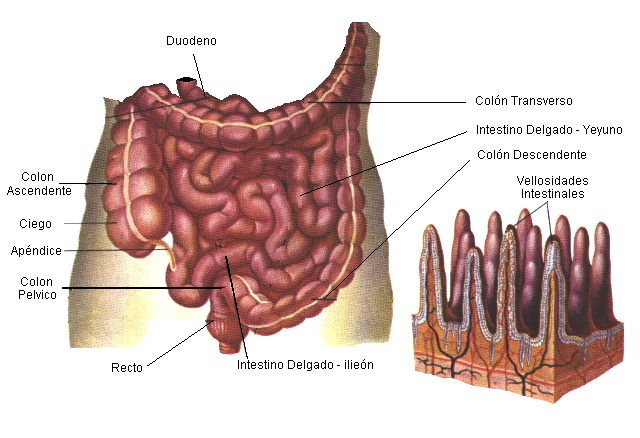 Duodeno
Colón Transverso
Intestino Delgado - Yeyuno
Colón Descendente
Vellosidades
Intestinales
Colon
Ascendente
Ciego
Apéndice
Colon
Pelvico
Recto
Intestino Delgado - ilieón